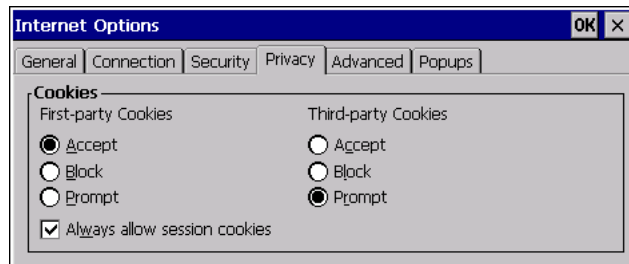 Internet Options OK ×
General Connection Security Privacy Advanced Popups
Cookies
First-party Cookies Third-party Cookies
Accept Accept
Block Block
Prompt Prompt
Always allow session cookies